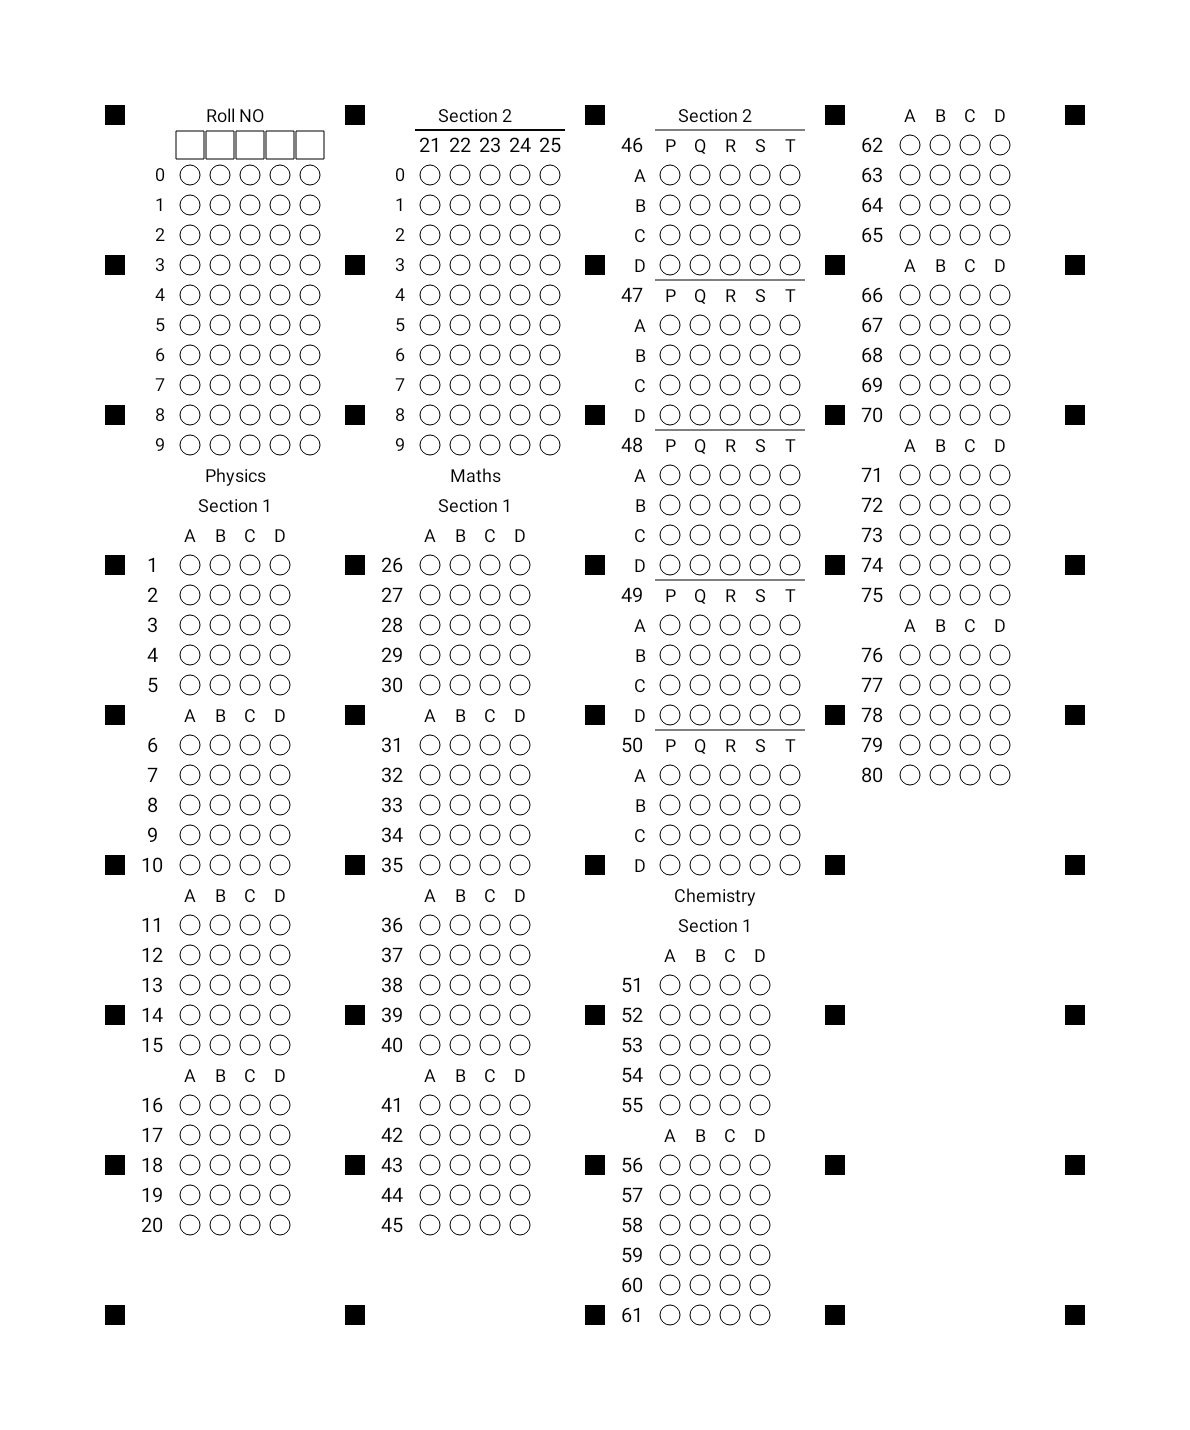 Roll NO
0
1
2
3
4
5
6
7
8
9
Physics
Section 1
A B C D
1
2
3
4
5
A B C D
6
7
8
9
10
A B C D
11
12
13
14
15
A B C D
16
17
18
19
20
Section 2
21 22 23 24 25
0
1
2
3
4
5
6
7
8
9
Maths
Section 1
A B C D
26
27
28
29
30
A B C D
31
32
33
34
35
A B C D
36
37
38
39
40
A B C D
41
42
43
44
45
Section 2
46 P Q R S T
A
B
C
D
47 P Q R S T
A
B
C
D
48 P Q R S T
A
B
C
D
49 P Q R S T
A
B
C
D
50 P Q R S T
A
B
C
D
Chemistry
Section 1
A B C D
51
52
53
54
55
A B C D
56
57
58
59
60
61
A B C D
62
63
64
65
A B C D
66
67
68
69
70
A B C D
71
72
73
74
75
A B C D
76
77
78
79
80